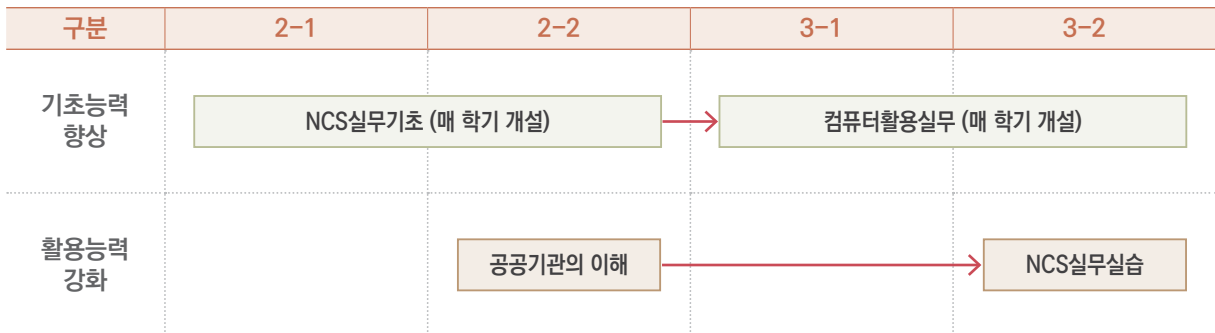 구분 2-1 2-2 3-1 3-2
기초능력
향상
NCS실무기초 (매 학기 개설) 컴퓨터활용실무 (매 학기 개설)
활용능력
강화
공공기관의 이해 NCS실무실습